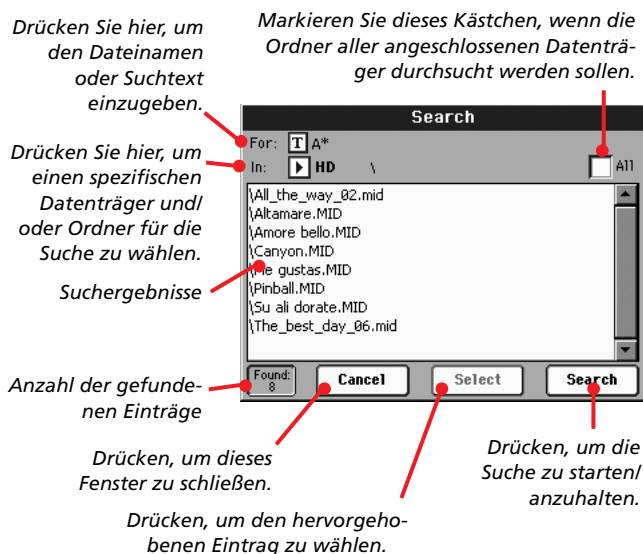 Drücken Sie hier, um
den Dateinamen
oder Suchtext
einzugeben.
Markieren Sie dieses Kästchen, wenn die
Ordner aller angeschlossenen Datenträ-
ger durchsucht werden sollen.
Drücken Sie hier, um
einen spezifischen
Datenträger und/
oder Ordner für die
Suche zu wählen.
Suchergebnisse
Anzahl der gefunde-
nen Einträge
Search
For: T A*
In: HD \
All
\All_the_way_02.mid
\Altamare.MID
\Amore bello.MID
\Canyon.MID
\Me gustas.MID
\Pinball.MID
\Su ali dorate.MID
\The_best_day_06.mid
Found:
8
Cancel
Select
Search
Drücken, um dieses
Fenster zu schließen.
Drücken, um die
Suche zu starten/
anzuhalten.
Drücken, um den hervorgeho-
benen Eintrag zu wählen.